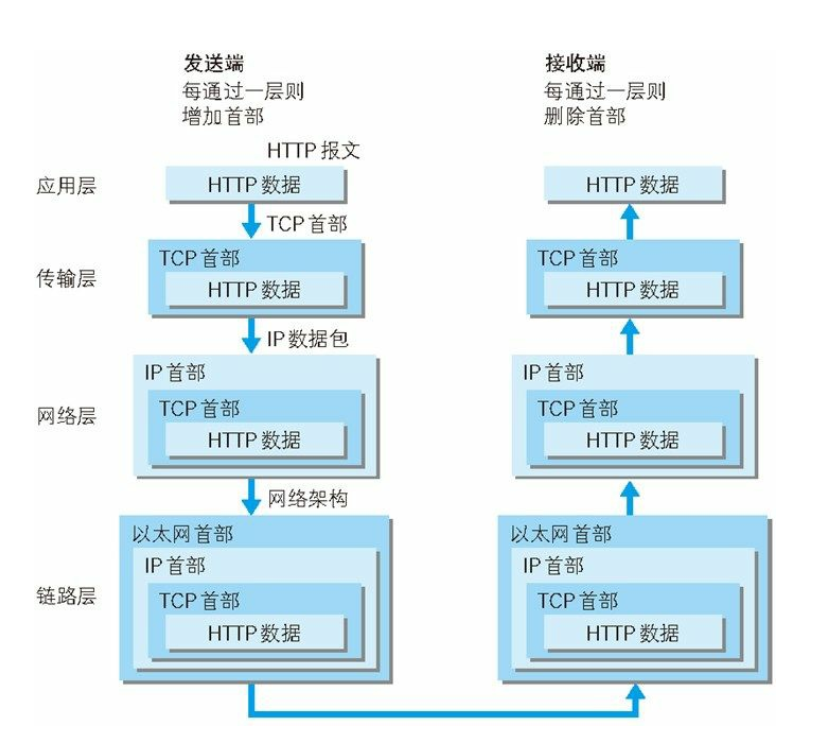 发送端
每通过一层则
增加首部
接收端
每通过一层则
删除首部
HTTP 报文
应用层
HTTP 数据
HTTP 数据
TCP 首部
传输层
TCP 首部
HTTP 数据
TCP 首部
HTTP 数据
IP 数据包
网络层
IP 首部
TCP 首部
HTTP 数据
IP 首部
TCP 首部
HTTP 数据
网络架构
链路层
以太网首部
IP 首部
TCP 首部
HTTP 数据
以太网首部
IP 首部
TCP 首部
HTTP 数据